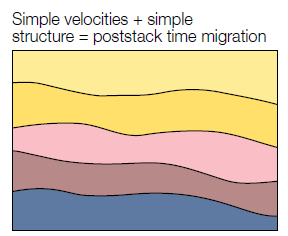 Simple velocities + simple
structure = poststack time migration